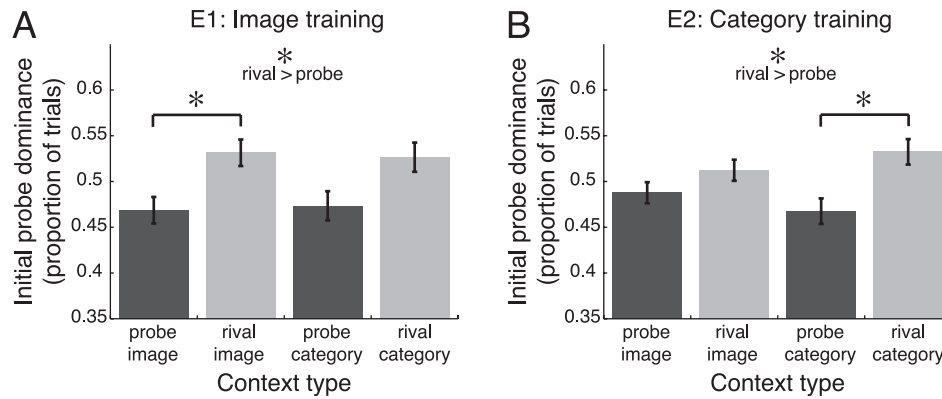 A
E1: Image training
*
rival > probe
*
Initial probe dominance
(proportion of trials)
0.6
0.55
0.5
0.45
0.4
0.35
probe
image
rival
image
probe
category
rival
category
Context type
B
E2: Category training
*
rival > probe
*
Initial probe dominance
(proportion of trials)
0.6
0.55
0.5
0.45
0.4
0.35
probe
image
rival
image
probe
category
rival
category
Context type